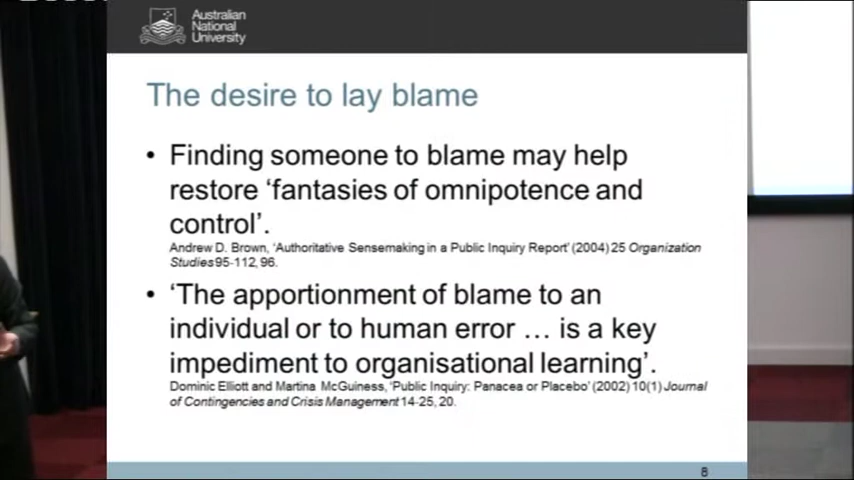 Australian
National
University
The desire to lay blame
• Finding someone to blame may help
restore ‘fantasies of omnipotence and
control’.
Andrew D. Brown, ‘Authoritative Sensemaking in a Public Inquiry Report’ (2004) 25 Organization
Studies 95-112, 96.
• ‘The apportionment of blame to an
individual or to human error … is a key
impediment to organisational learning’.
Dominic Elliott and Martina McGuiness, ‘Public Inquiry: Panacea or Placebo’ (2002) 10(1) Journal
of Contingencies and Crisis Management 14-25, 20.
8